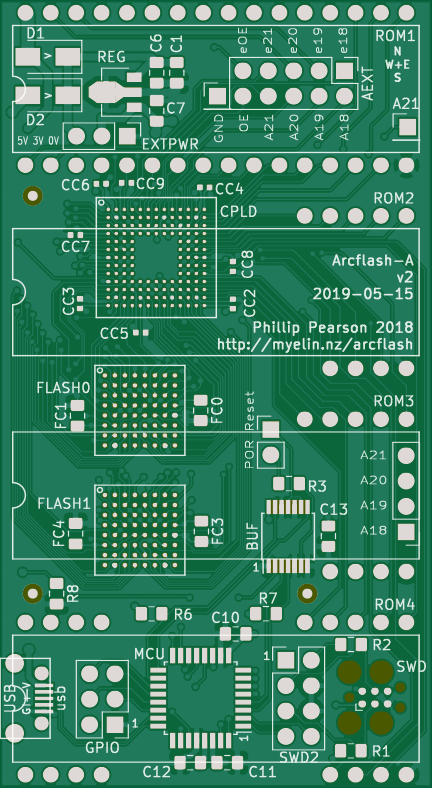 D1
REG
C6
C1
eOE
e21
e20
e19
e18
ROM1
N
W+E
S
AEXT
A21
D2
C7
5V 3V 0V
EXTPWR
GND
OE
A21
A20
A19
A18
CC6
CC9
CC4
ROM2
CPLD
CC7
CC8
Arcflash-A
v2
2019-05-15
CC3
CC2
CC5
Phillip Pearson 2018
http://myelin.nz/arcflash
FLASH0
FC1
FC0
POR Reset
ROM3
A21
A20
A19
A18
R3
FLASH1
FC4
FC3
BUF
C13
1
R8
R7
R6
ROM4
C10
MCU
1
R2
USB
usb
SWD
1
GPIO
1
SWD2
R1
C12
C11